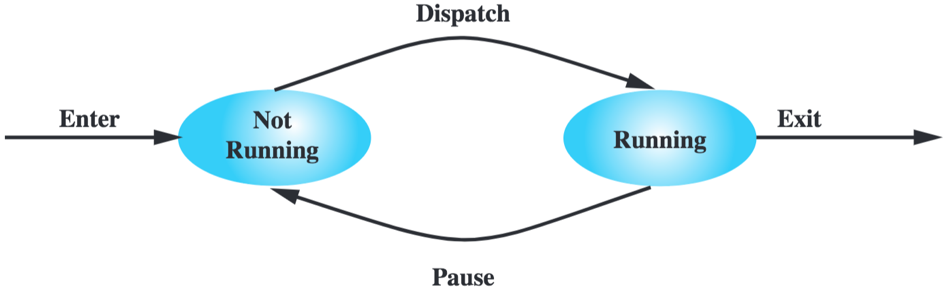 Dispatch
Enter
Not
Running
Running
Exit
Pause